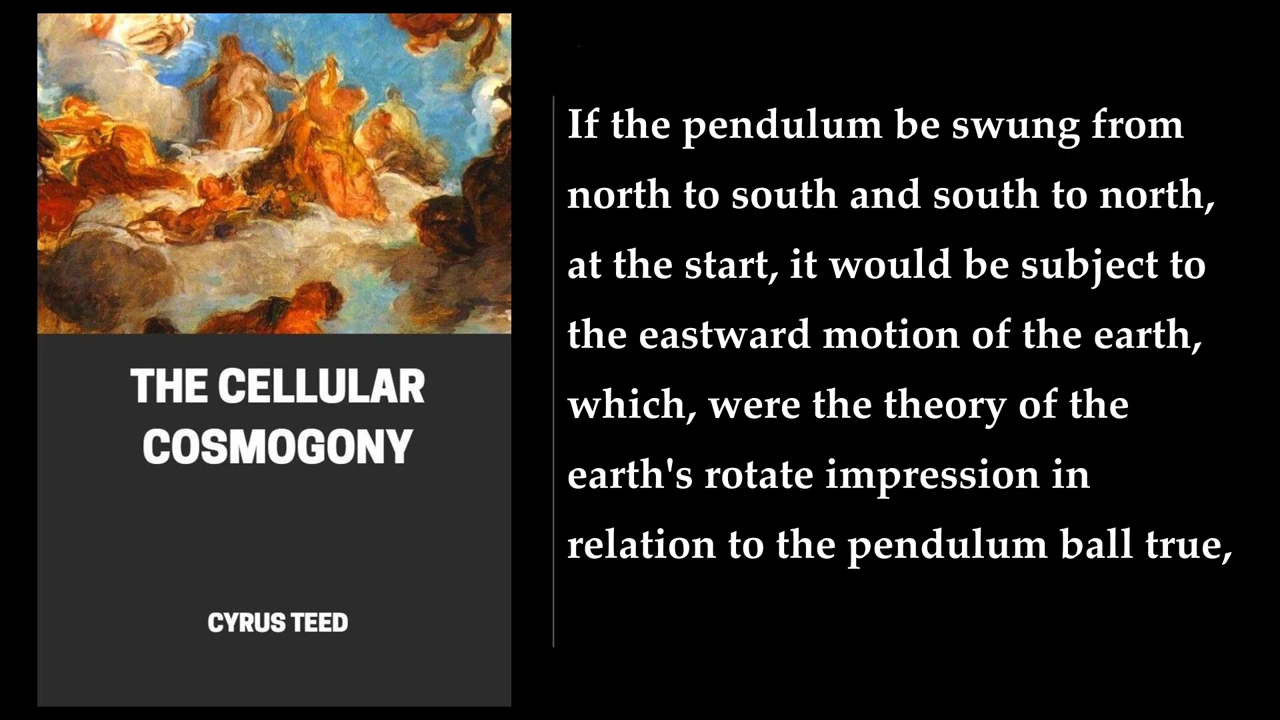 THE CELLULAR
COSMOGONY
CYRUS TEED
If the pendulum be swung from
north to south and south to north,
at the start, it would be subject to
the eastward motion of the earth,
which, were the theory of the
earth's rotate impression in
relation to the pendulum ball true,